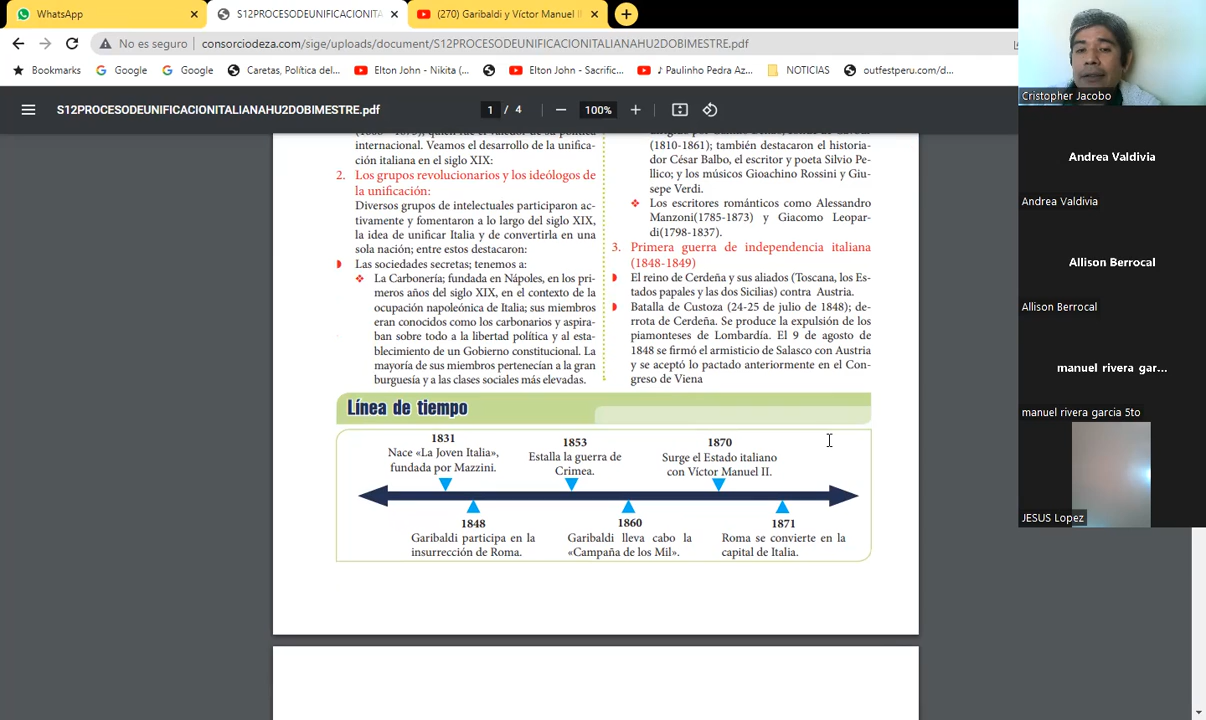 WhatsApp
S12PROCESODEUNIFICACIONITA
(270) Garibaldi y Víctor Manuel I
No es seguro
consorciodeza.com/sige/uploads/document/S12PROCESODEUNIFICACIONITALIANAHU2DOBIMESTRE.pdf
Bookmarks
Google
Google
Caretas, Política del...
Elton John - Nikita (...
Elton John - Sacrific...
♪ Paulinho Pedra Az...
NOTICIAS
outfestperu.com/d...
S12PROCESODEUNIFICACIONITALIANAHU2DOBIMESTRE.pdf
1 / 4
100%
internacional. Veamos el desarrollo de la unifica-
ción italiana en el siglo XIX:
2. Los grupos revolucionarios y los ideólogos de
la unificación:
Diversos grupos de intelectuales participaron ac-
tivamente y fomentaron a lo largo del siglo XIX,
la idea de unificar Italia y de convertirla en una
sola nación; entre estos destacaron:
Las sociedades secretas; tenemos a:
La Carbonería; fundada en Nápoles, en los pri-
meros años del siglo XIX, en el contexto de la
ocupación napoleónica de Italia; sus miembros
eran conocidos como los carbonarios y aspira-
ban sobre todo a la libertad política y al esta-
blecimiento de un Gobierno constitucional. La
mayoría de sus miembros pertenecían a la gran
burguesía y a las clases sociales más elevadas.
(1810-1861); también destacaron el historia-
dor César Balbo, el escritor y poeta Silvio Pe-
llico; y los músicos Gioachino Rossini y Giu-
sepe Verdi.
Los escritores románticos como Alessandro
Manzoni(1785-1873) y Giacomo Leopar-
di(1798-1837).
3. Primera guerra de independencia italiana
(1848-1849)
El reino de Cerdeña y sus aliados (Toscana, los Es-
tados papales y las dos Sicilias) contra Austria.
Batalla de Custoza (24-25 de julio de 1848); de-
rrota de Cerdeña. Se produce la expulsión de los
piamonteses de Lombardía. El 9 de agosto de
1848 se firmó el armisticio de Salasco con Austria
y se aceptó lo pactado anteriormente en el Con-
greso de Viena
Línea de tiempo
1831
Nace «La Joven Italia»,
fundada por Mazzini.
1853
Estalla la guerra de
Crimea.
1870
Surge el Estado italiano
con Víctor Manuel II.
1848
Garibaldi participa en la
insurrección de Roma.
1860
Garibaldi lleva cabo la
«Campaña de los Mil».
1871
Roma se convierte en la
capital de Italia.
Cristopher Jacobo
Andrea Valdivia
Andrea Valdivia
Allison Berrocal
Allison Berrocal
manuel rivera gar...
manuel rivera garcia 5to
JESUS Lopez